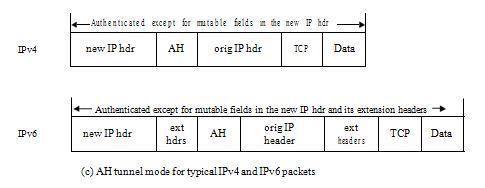 Authenticated except for mutable fields in the new IP hdr
IPv4 new IP hdr AH orig IP hdr TCP Data
Authenticated except for mutable fields in the new IP hdr and its extension headers
IPv6 new IP hdr ext hdrs AH orig IP header ext headers TCP Data
(c) AH tunnel mode for typical IPv4 and IPv6 packets